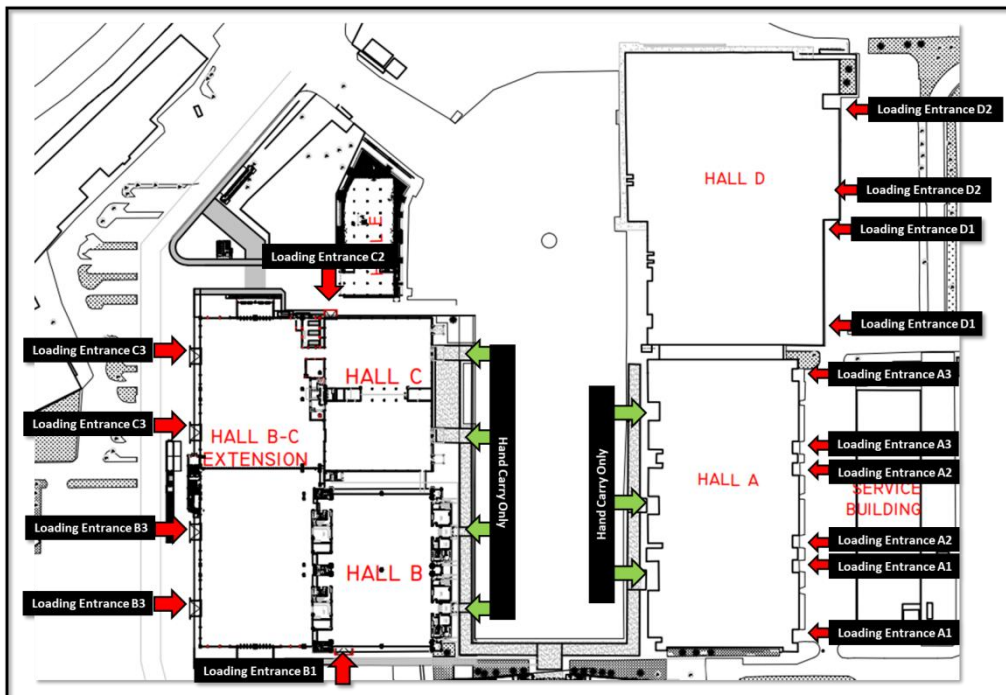 Loading Entrance D2
HALL D
Loading Entrance D2
Loading Entrance D1
Loading Entrance C2
Loading Entrance D1
Loading Entrance C3
HALL C
Loading Entrance A3
Loading Entrance C3
HALL B-C
EXTENSION
Hand Carry Only
Hand Carry Only
HALL A
Loading Entrance A3
Loading Entrance A2
SERVICE
BUILDING
Loading Entrance B3
Loading Entrance A2
Loading Entrance A1
HALL B
Loading Entrance B3
Loading Entrance A1
Loading Entrance B1